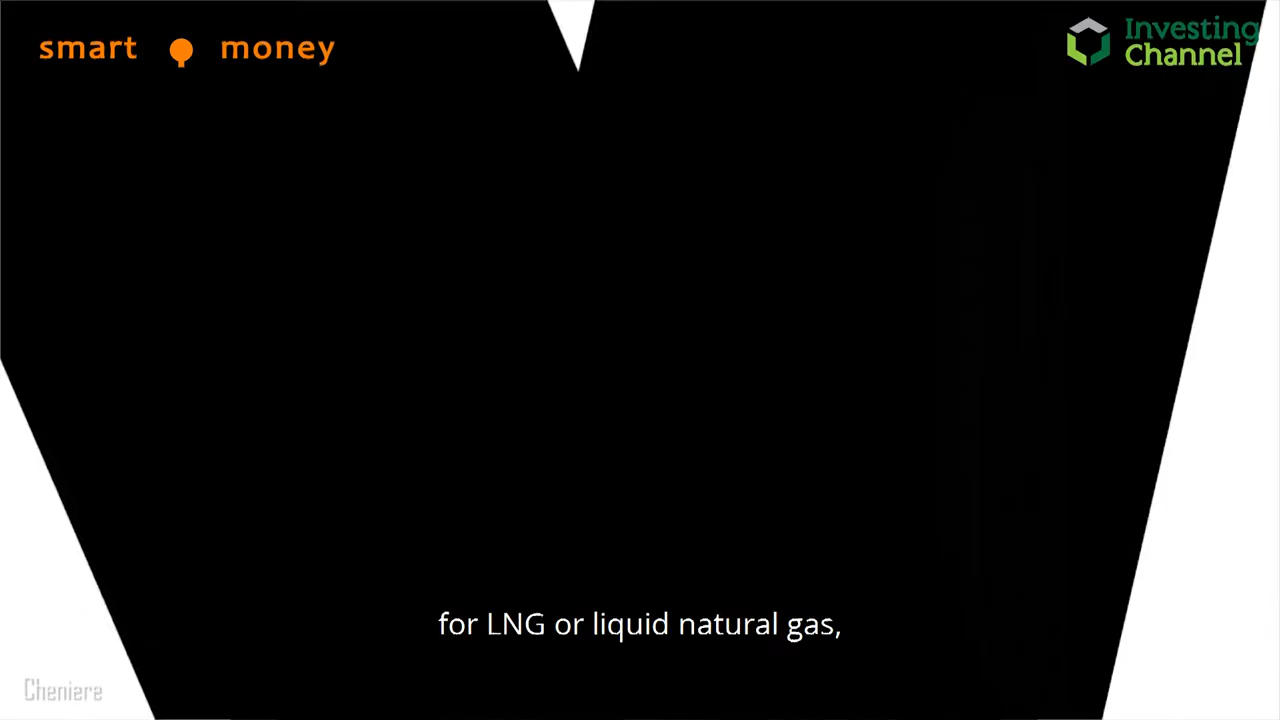 smart money
Investing
Channel
for LNG or liquid natural gas,
Cheniere